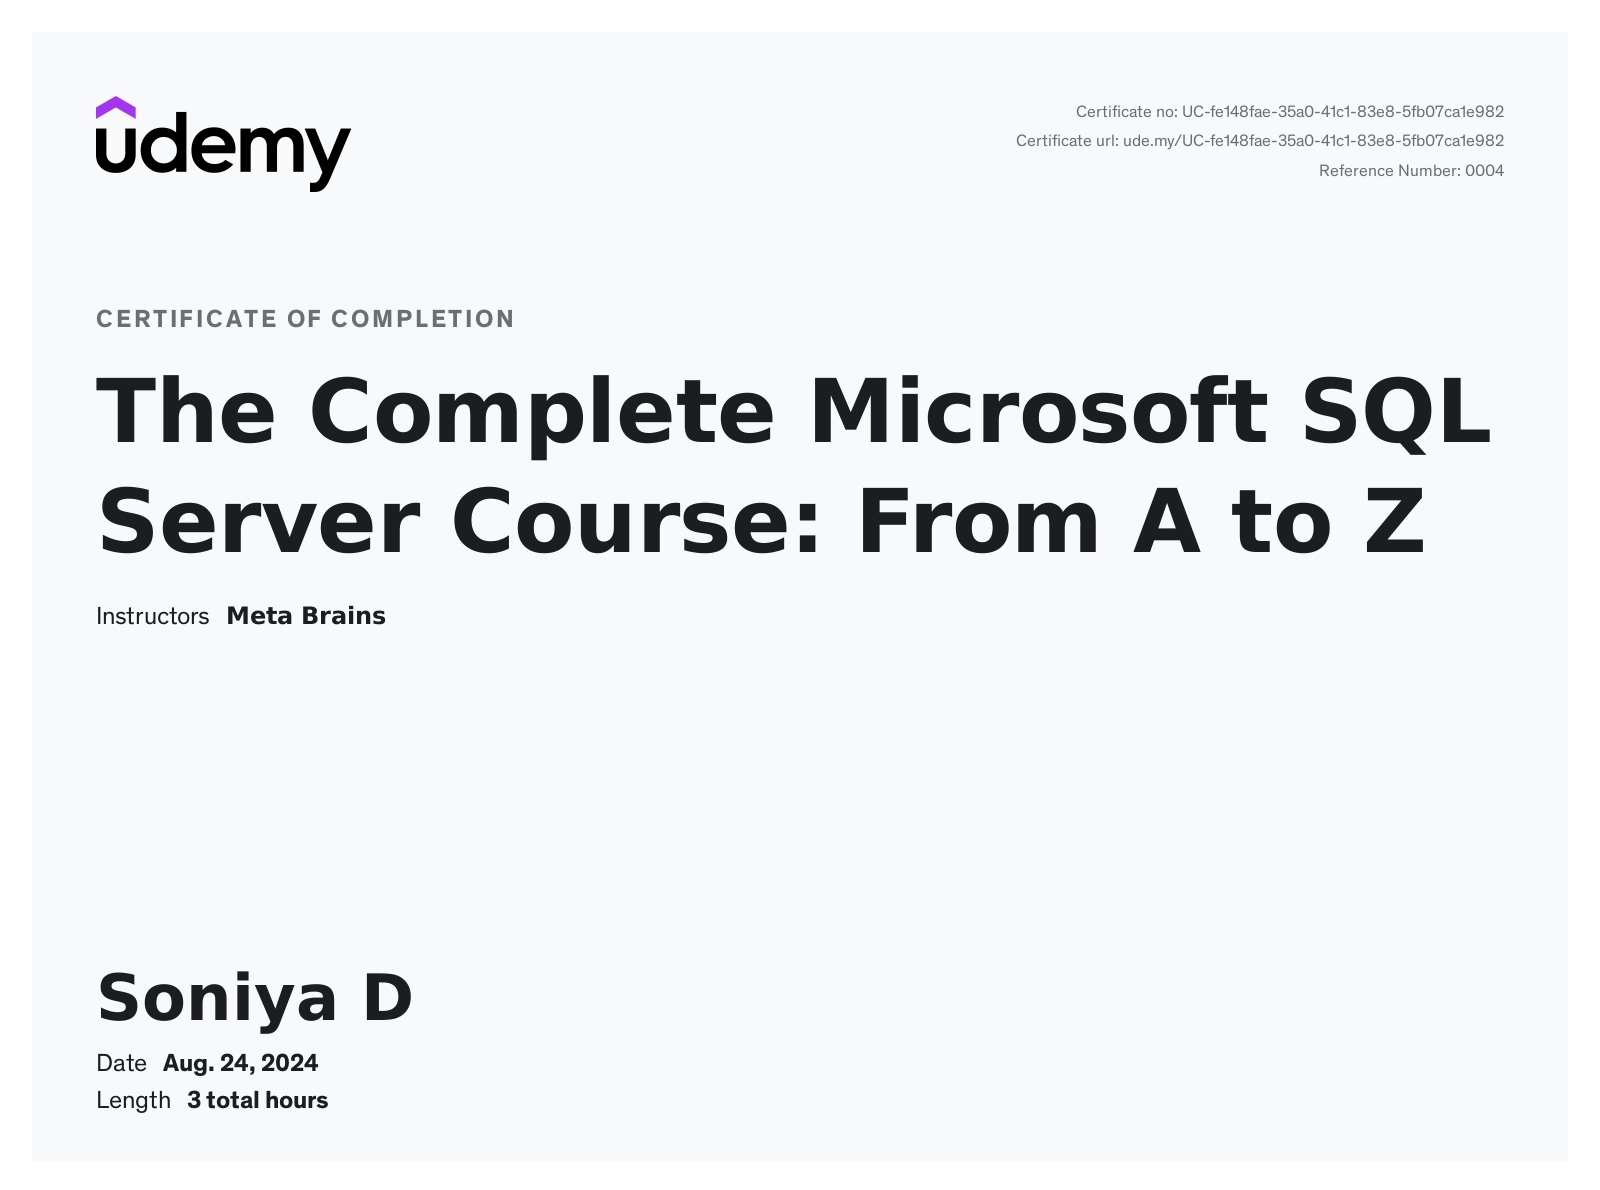 udemy
Certificate no: UC-fe148fae-35a0-41c1-83e8-5fb07ca1e982
Certificate url: ude.my/UC-fe148fae-35a0-41c1-83e8-5fb07ca1e982
Reference Number: 0004
CERTIFICATE OF COMPLETION
The Complete Microsoft SQL
Server Course: From A to Z
Instructors Meta Brains
Soniya D
Date Aug. 24, 2024
Length 3 total hours